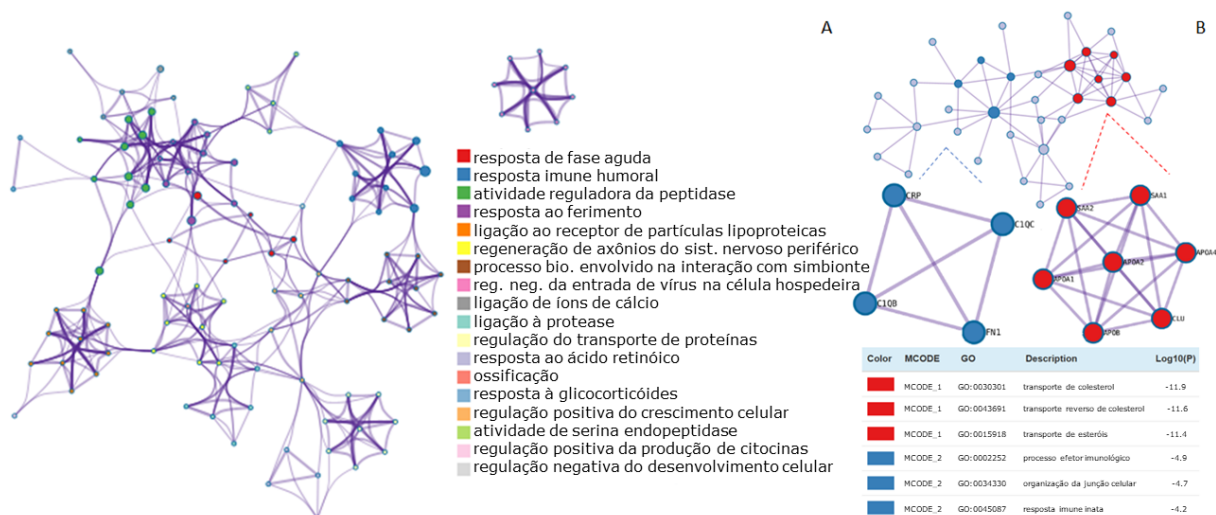 A
B
resposta de fase aguda
resposta imune humoral
atividade reguladora da peptidase
resposta ao ferimento
ligação ao receptor de partículas lipoproteicas
regeneração de axônios do sist. nervoso periférico
processo bio. envolvido na interação com simbionte
reg. neg. da entrada de vírus na célula hospedeira
ligação de íons de cálcio
ligação à protease
regulação do transporte de proteínas
resposta ao ácido retinóico
ossificação
resposta à glicocorticóides
regulação positiva do crescimento celular
atividade de serina endopeptidase
regulação positiva da produção de citocinas
regulação negativa do desenvolvimento celular
CRP
C1QC
C1QB
FN1
SAA1
SAA2
APOA4
APOA2
APOA1
CLU
APOB
Color MCODE GO Description Log10(P)
MCODE_1 GO:0030301 transporte de colesterol -11.9
MCODE_1 GO:0043691 transporte reverso de colesterol -11.6
MCODE_1 GO:0015918 transporte de esteróis -11.4
MCODE_2 GO:0002252 processo efetor imunológico -4.9
MCODE_2 GO:0034330 organização da junção celular -4.7
MCODE_2 GO:0045087 resposta imune inata -4.2